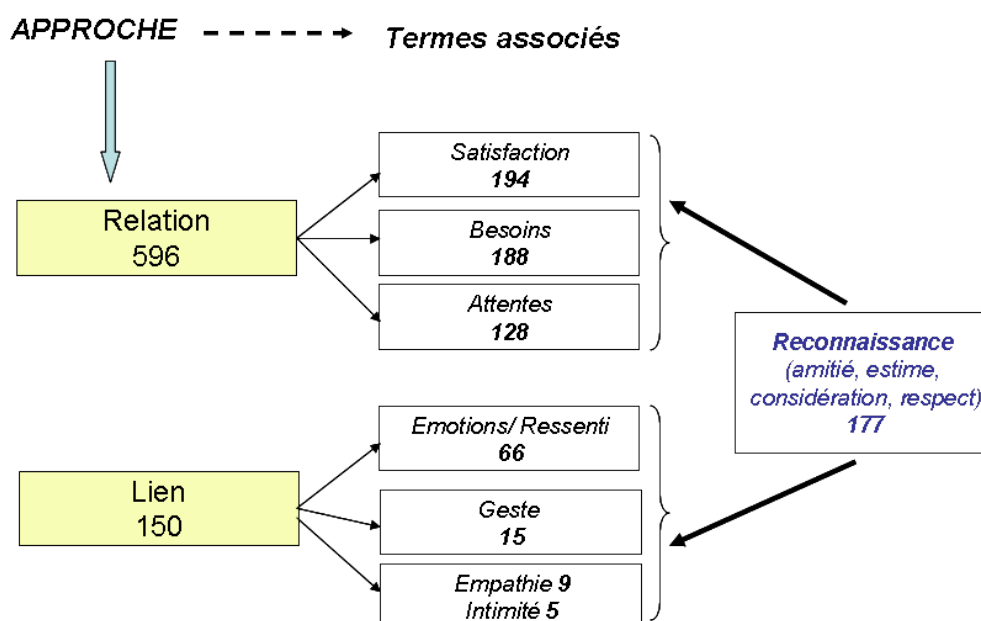 APPROCHE
Termes associés
Satisfaction
194
Relation
596
Besoins
188
Attentes
128
Reconnaissance
(amitié, estime,
considération, respect)
177
Emotions/ Ressenti
66
Lien
150
Geste
15
Empathie 9
Intimité 5